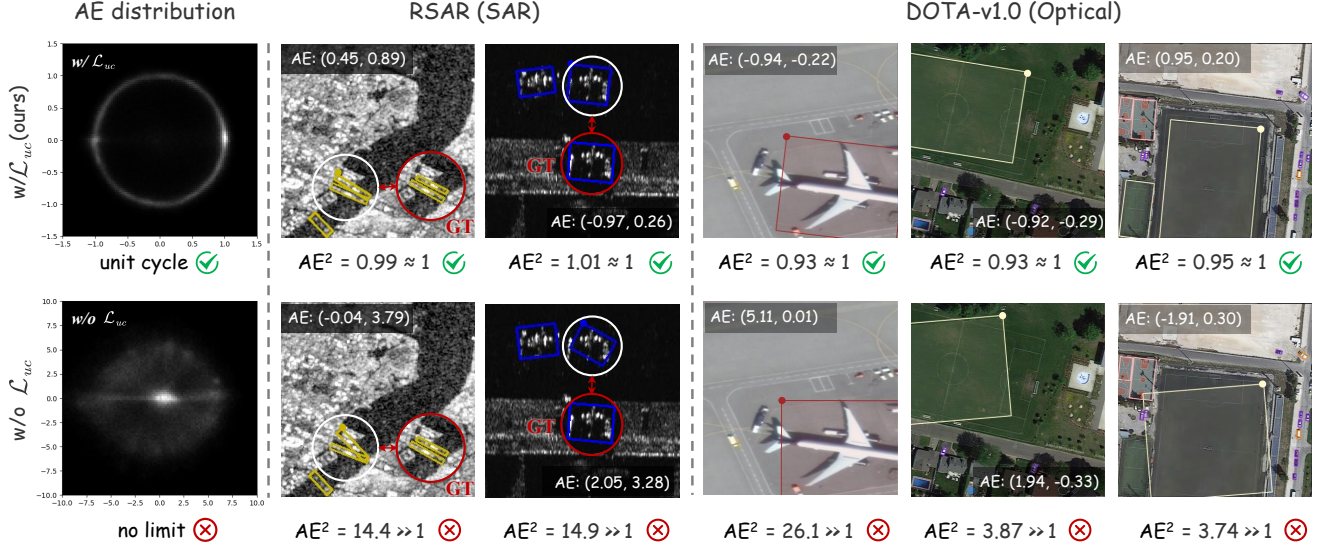 AE distribution
RSAR (SAR)
DOTA-v1.0 (Optical)
w/ℒuc (ours)
w/ ℒuc
1.5
1.0
0.5
0.0
−0.5
−1.0
−1.5
−1.5 −1.0 −0.5 0.0 0.5 1.0 1.5
unit cycle
AE: (0.45, 0.89)
GT
AE² = 0.99 ≈ 1
GT
AE: (-0.97, 0.26)
AE² = 1.01 ≈ 1
AE: (-0.94, -0.22)
AE² = 0.93 ≈ 1
AE: (-0.92, -0.29)
AE² = 0.93 ≈ 1
AE: (0.95, 0.20)
AE² = 0.95 ≈ 1
w/o ℒuc
w/o ℒuc
10.0
7.5
5.0
2.5
0.0
−2.5
−5.0
−7.5
−10.0
−10.0 −7.5 −5.0 −2.5 0.0 2.5 5.0 7.5 10.0
no limit
AE: (-0.04, 3.79)
GT
AE² = 14.4 >> 1
GT
AE: (2.05, 3.28)
AE² = 14.9 >> 1
AE: (5.11, 0.01)
AE² = 26.1 >> 1
AE: (1.94, -0.33)
AE² = 3.87 >> 1
AE: (-1.91, 0.30)
AE² = 3.74 >> 1